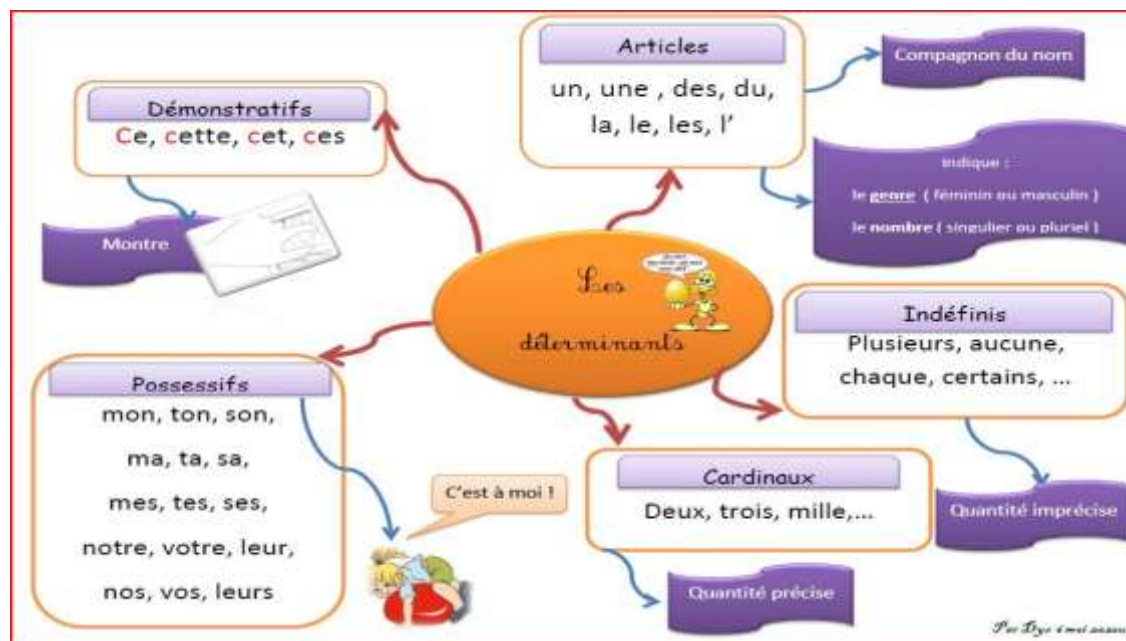 Articles
un, une , des, du,
la, le, les, l'
Compagnon du nom
Indique :
le genre ( féminin ou masculin )
le nombre ( singulier ou pluriel )
Démonstratifs
Ce, cette, cet, ces
Montre
Les
déterminants
Indéfinis
Plusieurs, aucune,
chaque, certains, ...
Quantité imprécise
Possessifs
mon, ton, son,
ma, ta, sa,
mes, tes, ses,
notre, votre, leur,
nos, vos, leurs
C'est à moi !
Cardinaux
Deux, trois, mille,...
Quantité précise